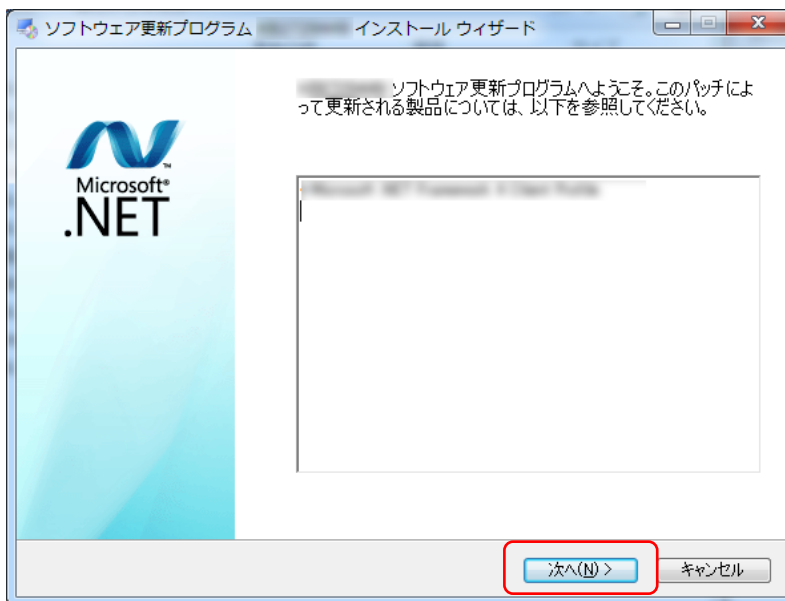 ソフトウェア更新プログラム インストール ウィザード
ソフトウェア更新プログラムへようこそ。このパッチによ
って更新される製品については、以下を参照してください。
Microsoft®
.NET™
次へ(N) >
キャンセル